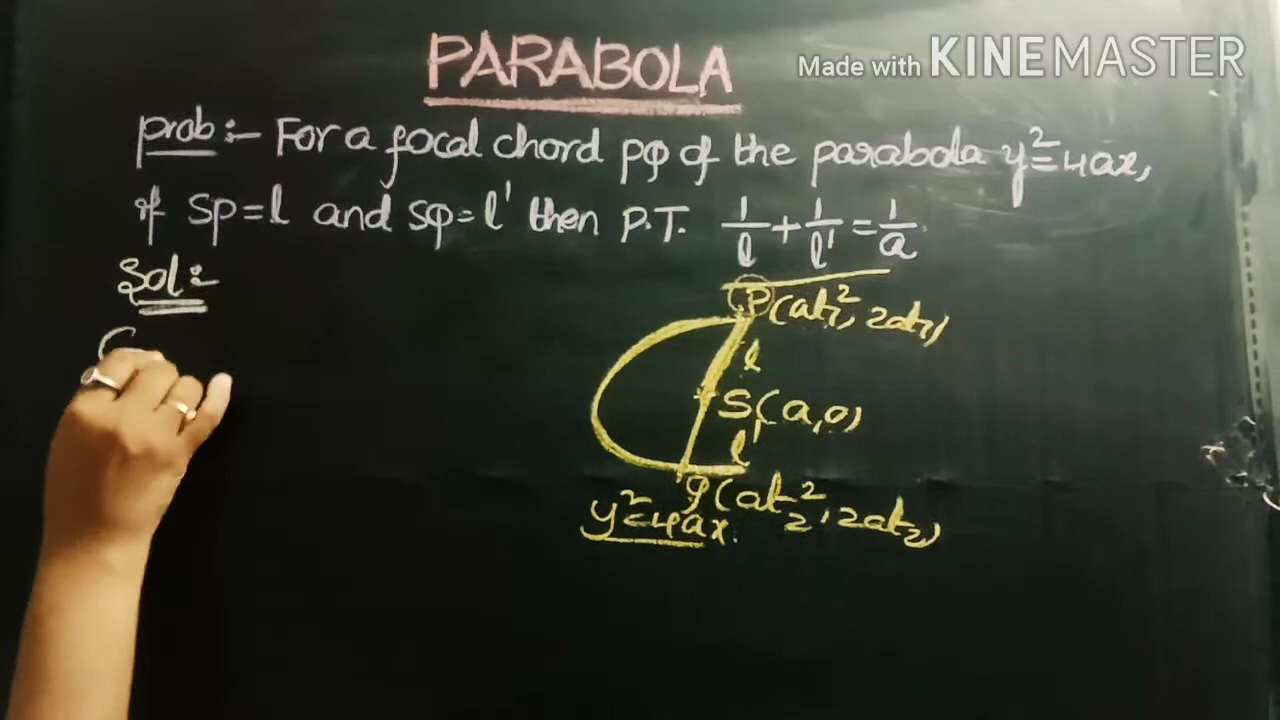 PARABOLA
Made with KINEMASTER
prob:- For a focal chord PQ of the parabola y²=4ax,
if SP=l and SQ=l' then P.T. 1/l + 1/l' = 1/a.
Sol:-
P(at₁², 2at₁)
l
S(a,0)
l'
Q(at₂², 2at₂)
y²=4ax.